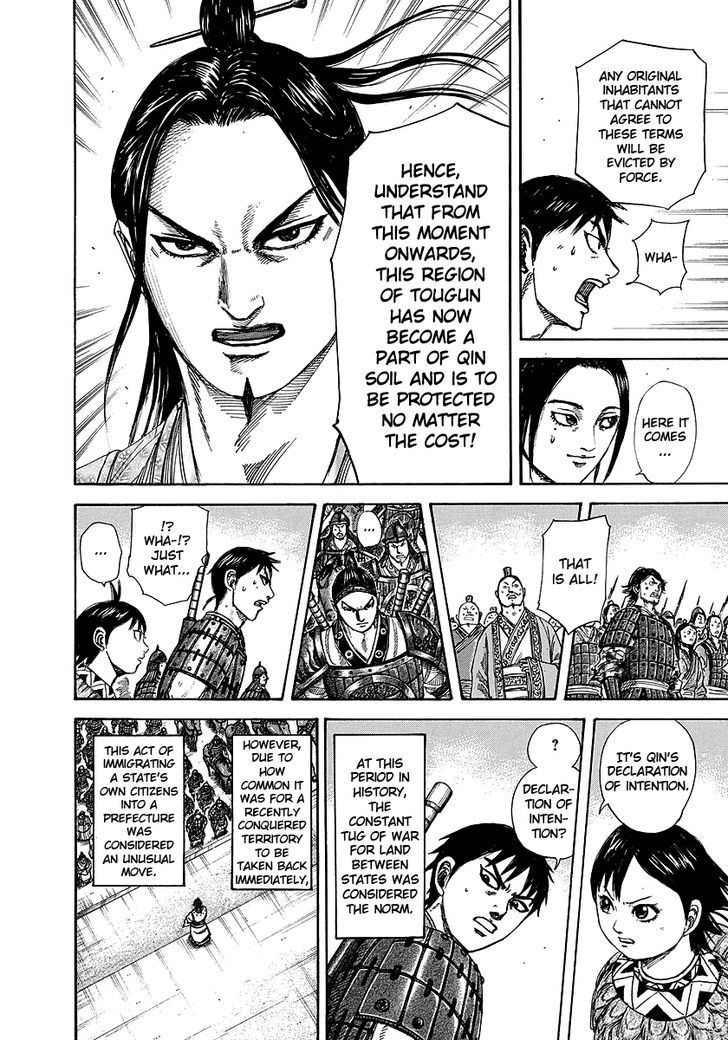 ANY ORIGINAL
INHABITANTS
THAT CANNOT
AGREE TO
THESE TERMS
WILL BE
EVICTED BY
FORCE.
WHA-
HENCE,
UNDERSTAND
THAT FROM
THIS MOMENT
ONWARDS,
THIS REGION
OF TOUGUN
HAS NOW
BECOME A
PART OF QIN
SOIL AND IS TO
BE PROTECTED
NO MATTER
THE COST!
HERE IT
COMES
...
THAT
IS ALL!
...
!?
WHA-!?
JUST
WHAT...
...
IT'S QIN'S
DECLARATION
OF INTENTION.
?
DECLAR-
TION OF
INTEN-
TION?
AT THIS
PERIOD IN
HISTORY,
THE
CONSTANT
TUG OF WAR
FOR LAND
BETWEEN
STATES WAS
CONSIDERED
THE NORM.
HOWEVER,
DUE TO
HOW
COMMON IT
WAS FOR A
RECENTLY
CONQUERED
TERRITORY
TO BE
TAKEN BACK
IMMEDIATELY,
THIS ACT OF
IMMIGRATING
A STATE'S
OWN CITIZENS
INTO A
PREFECTURE
WAS
CONSIDERED
AN UNUSUAL
MOVE.